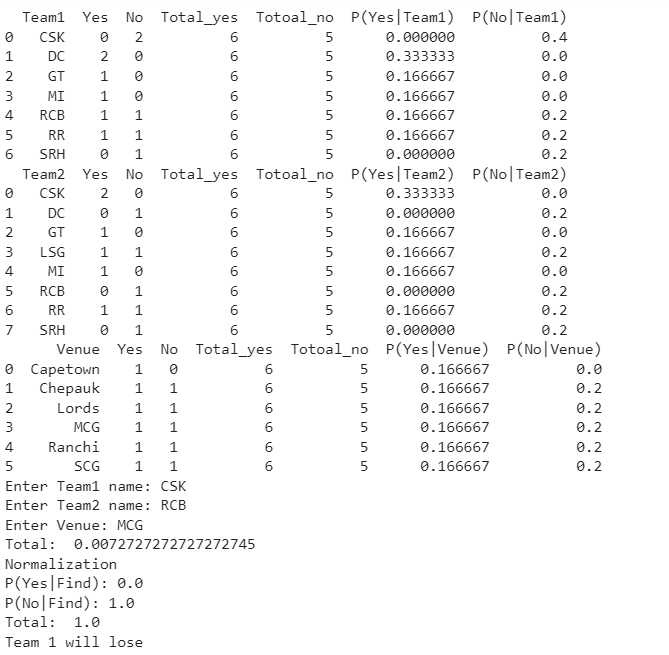 Team1 Yes No Total_yes Totoal_no P(Yes|Team1) P(No|Team1)
0 CSK 0 2 6 5 0.000000 0.4
1 DC 2 0 6 5 0.333333 0.0
2 GT 1 0 6 5 0.166667 0.0
3 MI 1 0 6 5 0.166667 0.0
4 RCB 1 1 6 5 0.166667 0.2
5 RR 1 1 6 5 0.166667 0.2
6 SRH 0 1 6 5 0.000000 0.2
Team2 Yes No Total_yes Totoal_no P(Yes|Team2) P(No|Team2)
0 CSK 2 0 6 5 0.333333 0.0
1 DC 0 1 6 5 0.000000 0.2
2 GT 1 0 6 5 0.166667 0.0
3 LSG 1 1 6 5 0.166667 0.2
4 MI 1 0 6 5 0.166667 0.0
5 RCB 0 1 6 5 0.000000 0.2
6 RR 1 1 6 5 0.166667 0.2
7 SRH 0 1 6 5 0.000000 0.2
Venue Yes No Total_yes Totoal_no P(Yes|Venue) P(No|Venue)
0 Capetown 1 0 6 5 0.166667 0.0
1 Chepauk 1 1 6 5 0.166667 0.2
2 Lords 1 1 6 5 0.166667 0.2
3 MCG 1 1 6 5 0.166667 0.2
4 Ranchi 1 1 6 5 0.166667 0.2
5 SCG 1 1 6 5 0.166667 0.2
Enter Team1 name: CSK
Enter Team2 name: RCB
Enter Venue: MCG
Total: 0.0072727272727272745
Normalization
P(Yes|Find): 0.0
P(No|Find): 1.0
Total: 1.0
Team 1 will lose